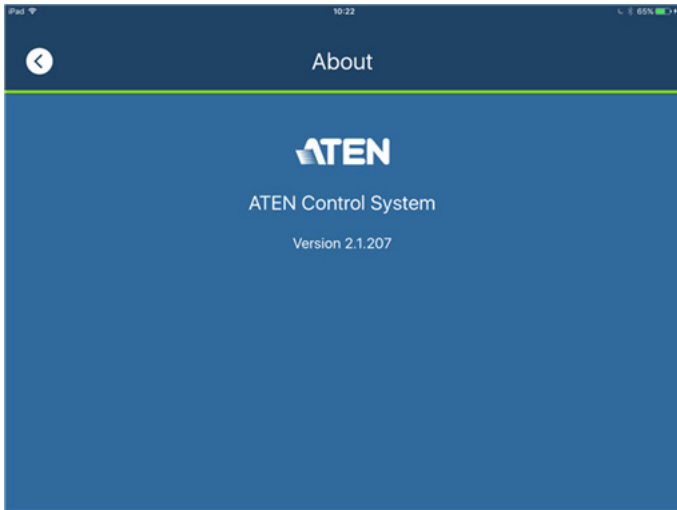 iPad 10:22 65%
About
ATEN
ATEN Control System
Version 2.1.207